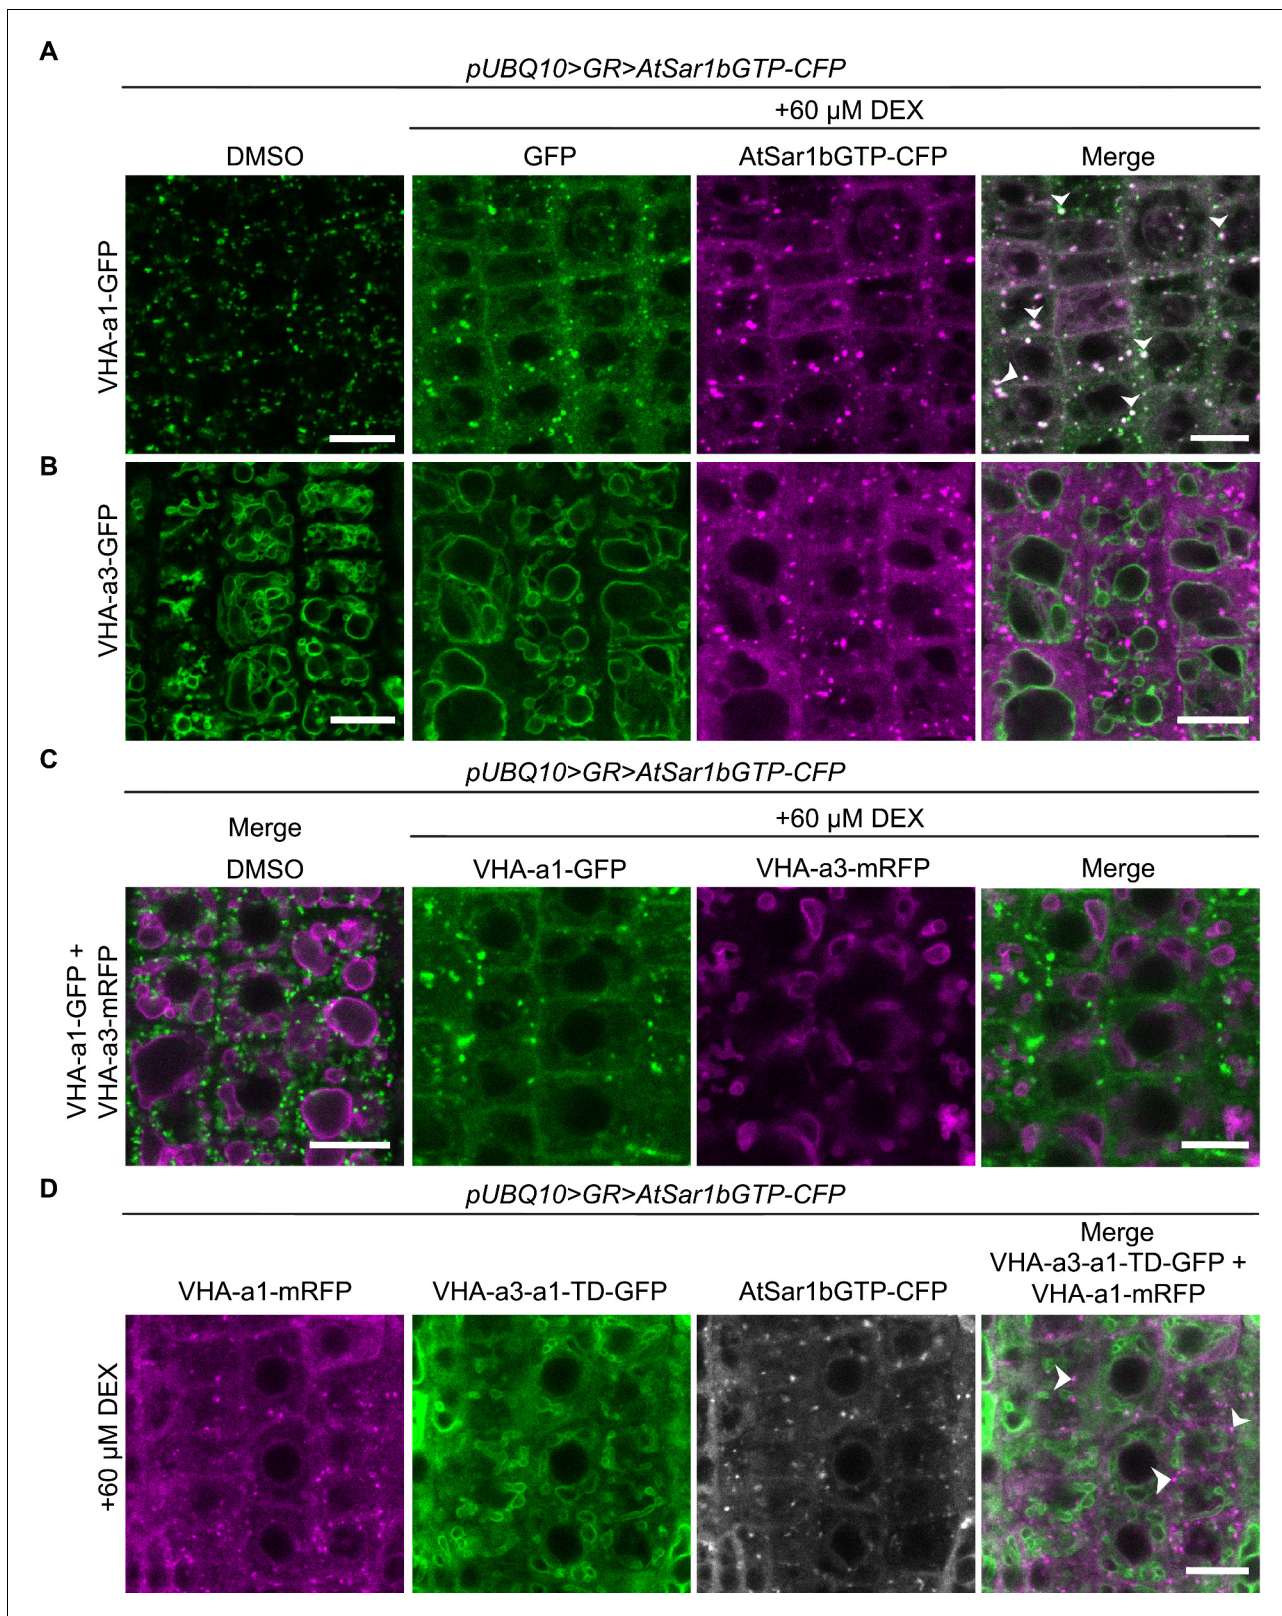 A
pUBQ10>GR>AtSar1bGTP-CFP
+60 µM DEX
DMSO
GFP
AtSar1bGTP-CFP
Merge
VHA-a1-GFP
B
VHA-a3-GFP
C
pUBQ10>GR>AtSar1bGTP-CFP
+60 µM DEX
Merge
DMSO
VHA-a1-GFP
VHA-a3-mRFP
Merge
VHA-a1-GFP +
VHA-a3-mRFP
D
pUBQ10>GR>AtSar1bGTP-CFP
VHA-a1-mRFP
VHA-a3-a1-TD-GFP
AtSar1bGTP-CFP
Merge
VHA-a3-a1-TD-GFP +
VHA-a1-mRFP
+60 µM DEX